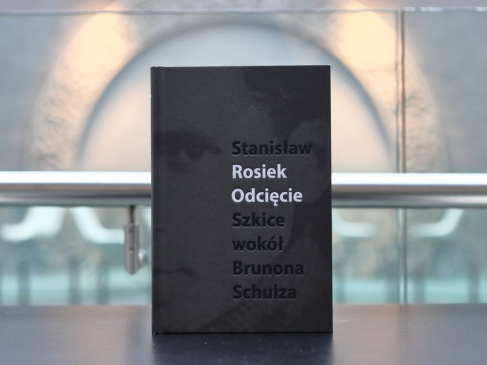 Stanisław
Rosiek
Odcięcie
Szkice
wokół
Brunona
Schulza